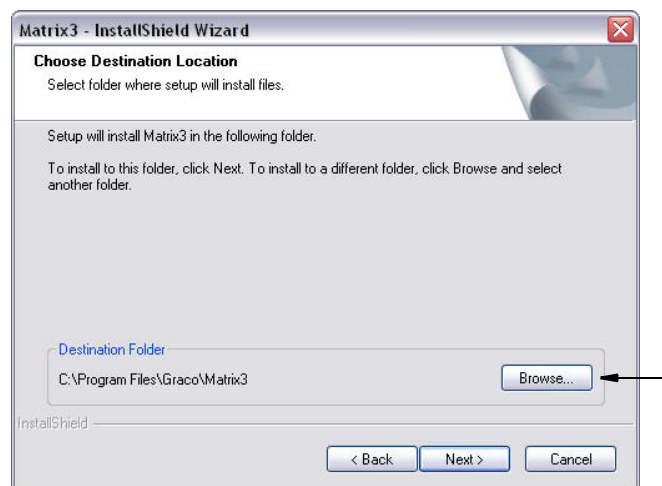 Matrix3 - InstallShield Wizard
Choose Destination Location
Select folder where setup will install files.
Setup will install Matrix3 in the following folder.
To install to this folder, click Next. To install to a different folder, click Browse and select
another folder.
Destination Folder
C:\Program Files\Graco\Matrix3
Browse...
InstallShield
< Back
Next >
Cancel